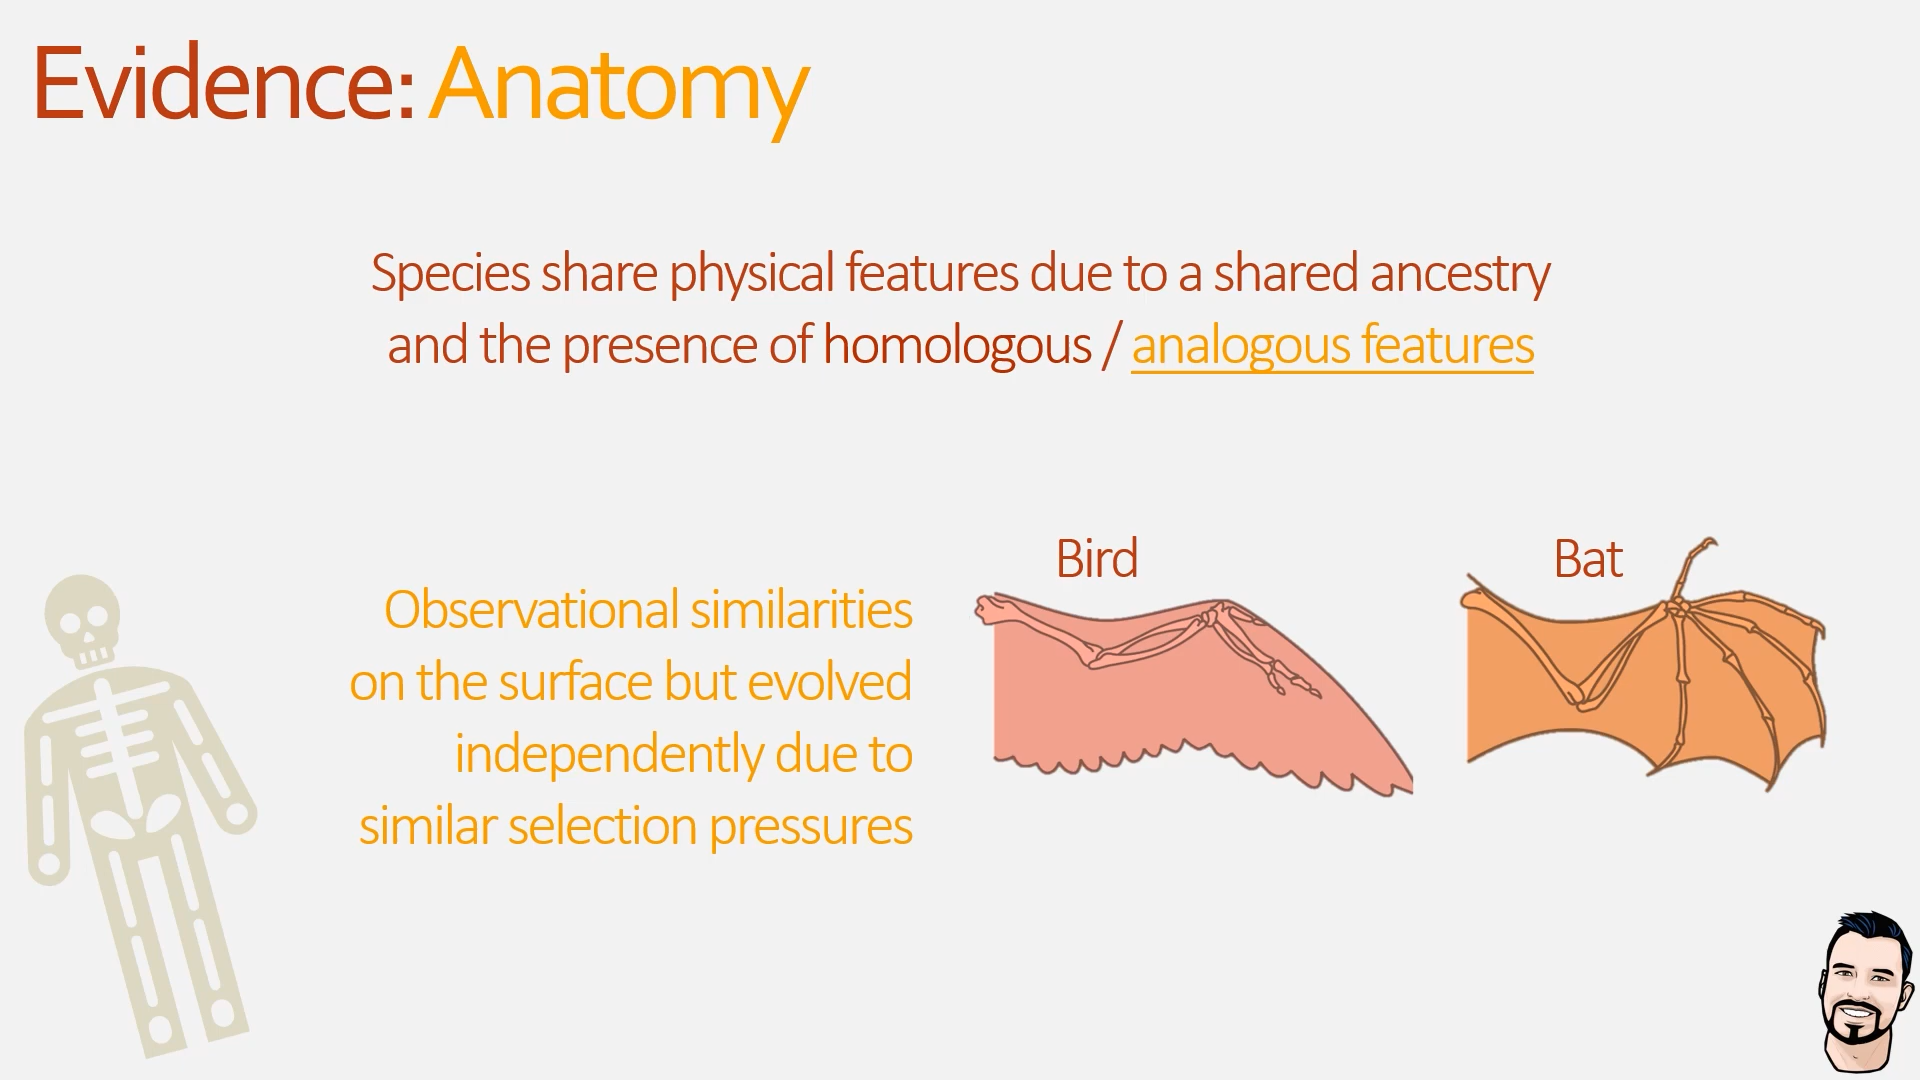 Evidence: Anatomy
Species share physical features due to a shared ancestry
and the presence of homologous / analogous features
Observational similarities
on the surface but evolved
independently due to
similar selection pressures
Bird
Bat